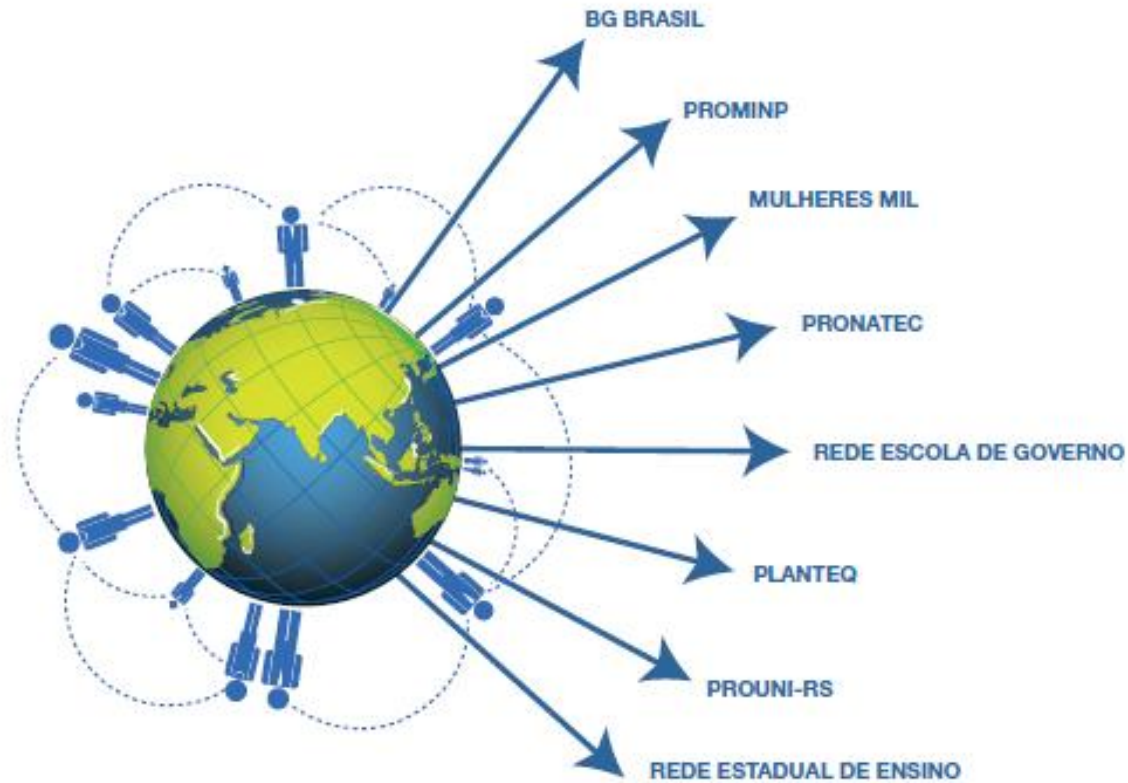 BG BRASIL
PROMINP
MULHERES MIL
PRONATEC
REDE ESCOLA DE GOVERNO
PLANTEQ
PROUNI-RS
REDE ESTADUAL DE ENSINO